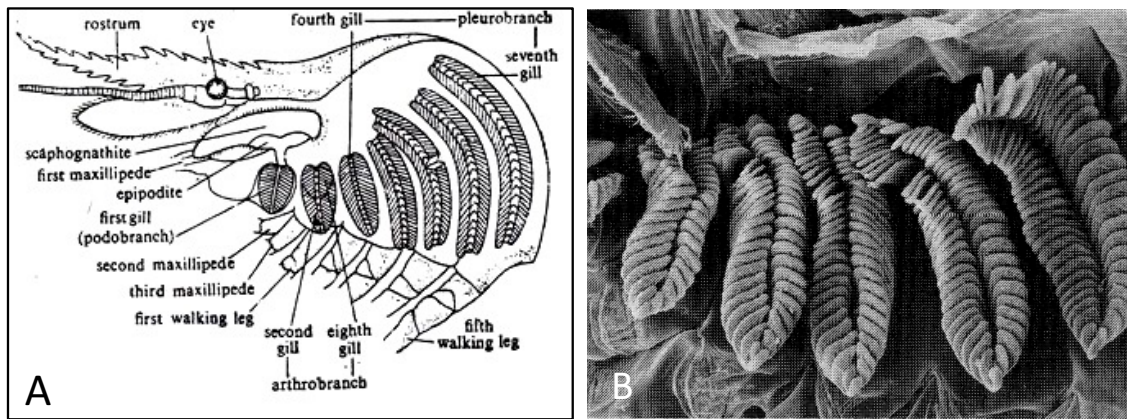 rostrum
eye
fourth gill
pleurobranch
seventh
gill
scaphognathite
first maxillipede
epipodite
first gill
(podobranch)
second maxillipede
third maxillipede
first walking leg
second
gill
eighth
gill
arthrobranch
fifth
walking leg
A
B